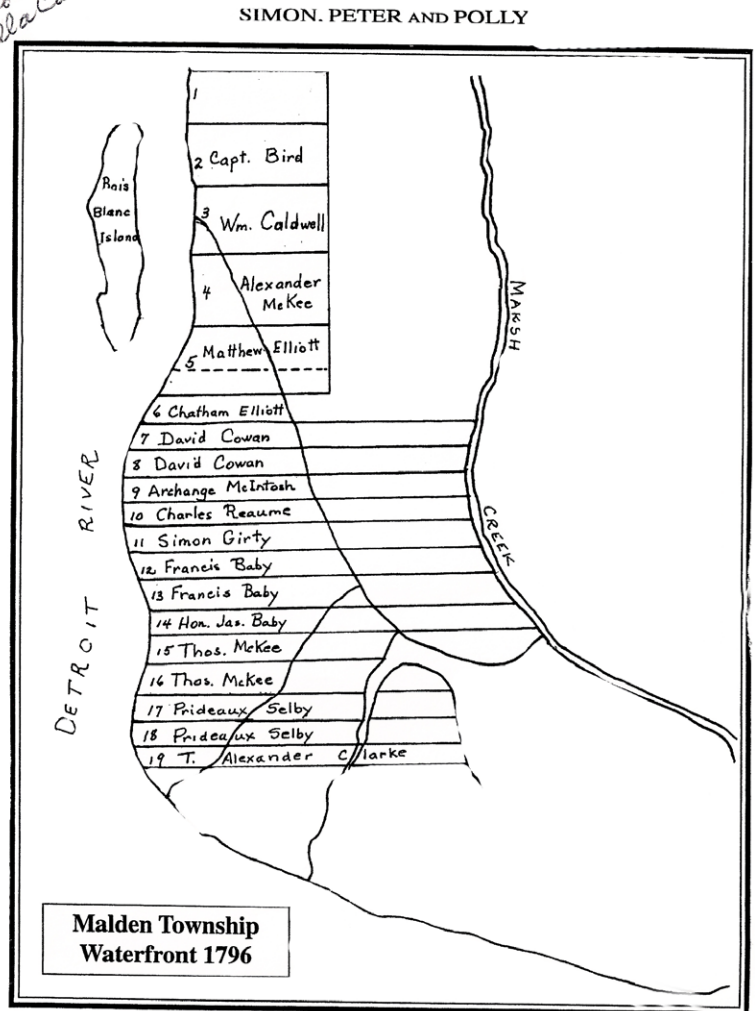 SIMON. PETER AND POLLY
1
2 Capt. Bird
3 Wm. Caldwell
4 Alexander
McKee
5 Matthew Elliott
6 Chatham Elliott
7 David Cowan
8 David Cowan
9 Archange McIntosh
10 Charles Reaume
11 Simon Girty
12 Francis Baby
13 Francis Baby
14 Hon. Jas. Baby
15 Thos. McKee
16 Thos. McKee
17 Prideaux Selby
18 Prideaux Selby
19 T. Alexander Clarke
Bois
Blanc
Island
DETROIT RIVER
MARSH
CREEK
Malden Township
Waterfront 1796